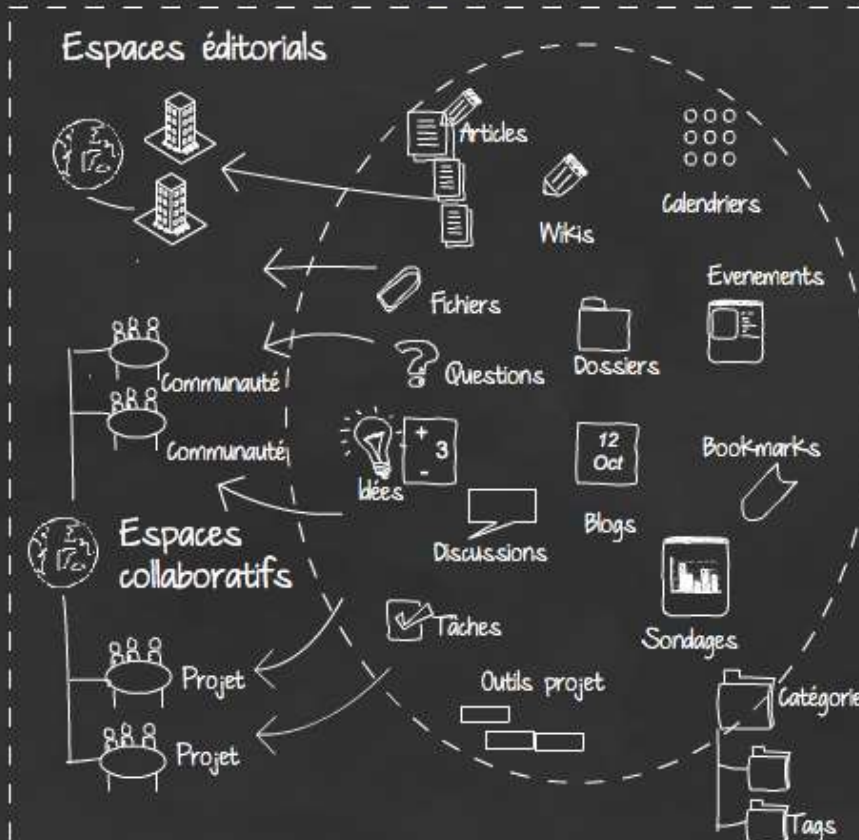 Espaces éditorials
Articles
Wikis
Calendriers
Fichiers
Evenements
Questions
Dossiers
Communauté
Communauté
Idées
+
3
-
12
Oct
Blogs
Bookmarks
Discussions
Espaces
collaboratifs
Tâches
Sondages
Projet
Outils projet
Catégorie
Projet
Tags